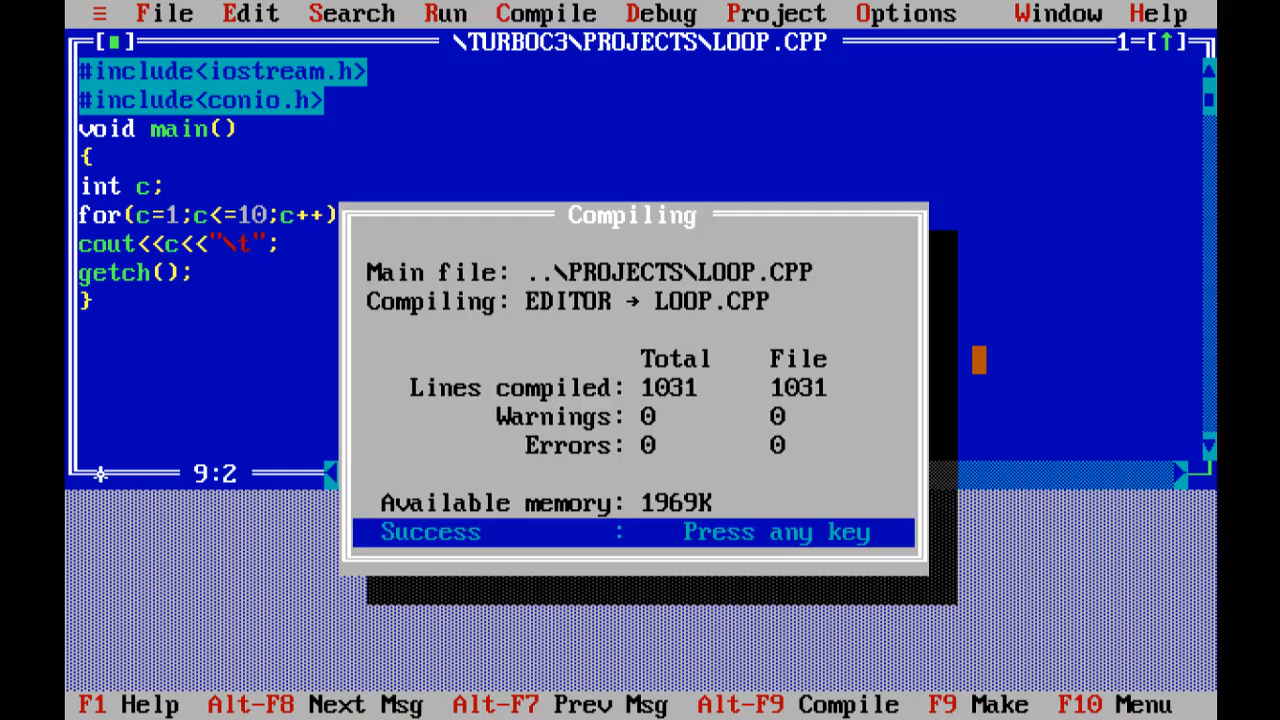 ≡ File Edit Search Run Compile Debug Project Options Window Help
[■] \TURBOC3\PROJECTS\LOOP.CPP 1=[↑]
#include<iostream.h>
#include<conio.h>
void main()
{
int c;
for(c=1;c<=10;c++)
cout<<c<<"\t";
getch();
}
9:2
Compiling
Main file: ..\PROJECTS\LOOP.CPP
Compiling: EDITOR → LOOP.CPP
Total File
Lines compiled: 1031 1031
Warnings: 0 0
Errors: 0 0
Available memory: 1969K
Success : Press any key
F1 Help Alt-F8 Next Msg Alt-F7 Prev Msg Alt-F9 Compile F9 Make F10 Menu